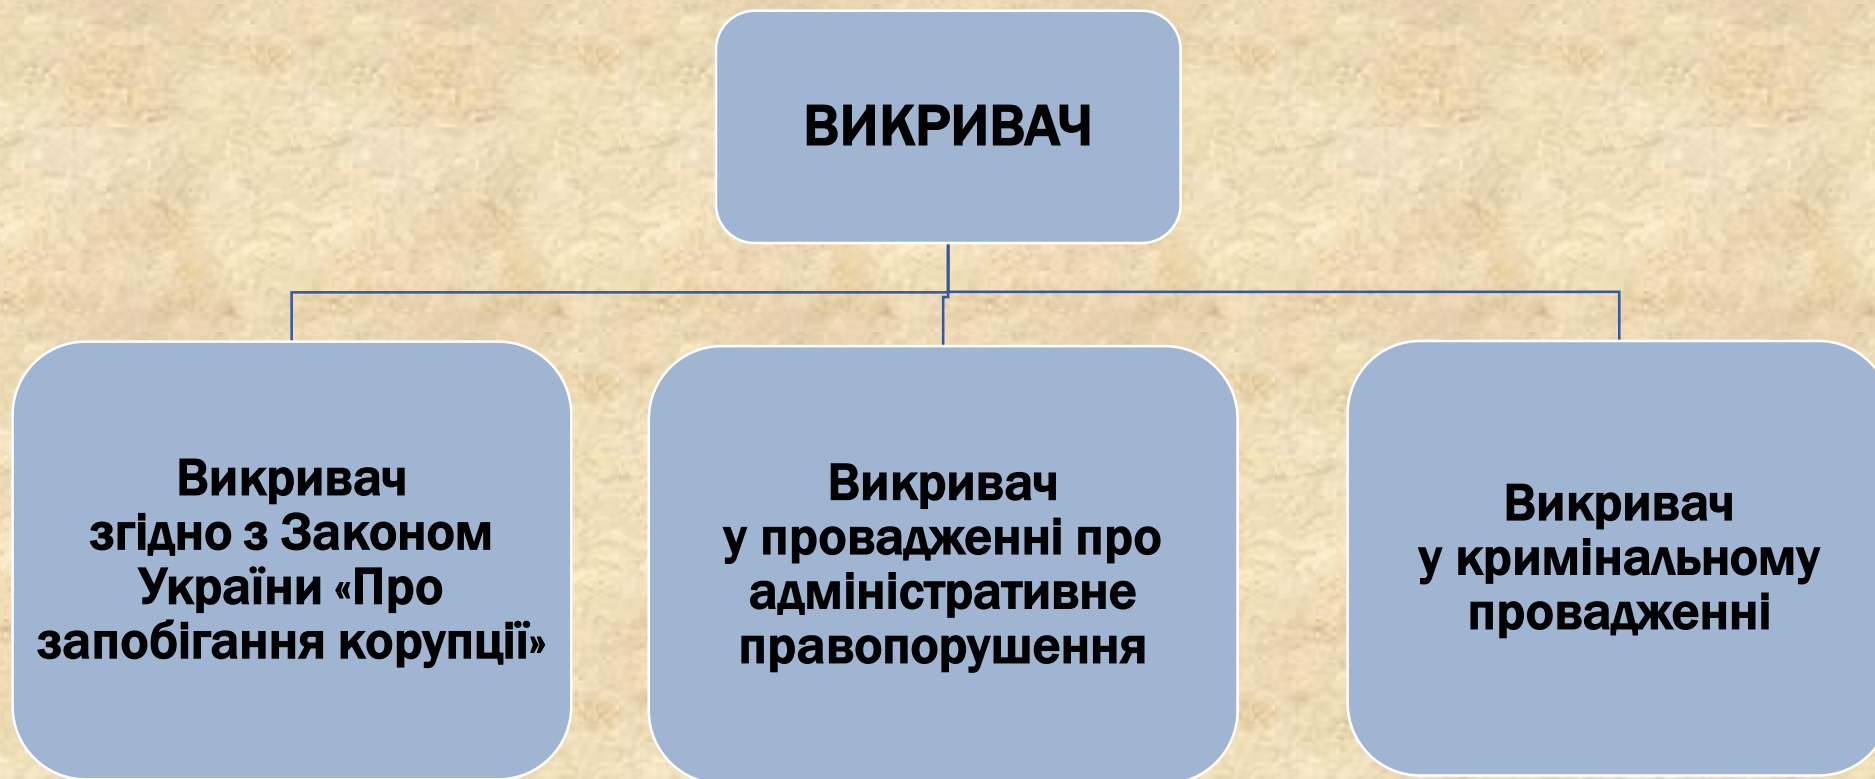 ВИКРИВАЧ
Викривач
згідно з Законом
України «Про
запобігання корупції»
Викривач
у провадженні про
адміністративне
правопорушення
Викривач
у кримінальному
провадженні